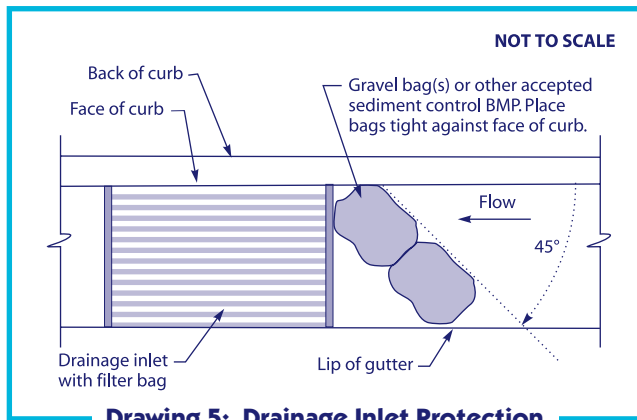 NOT TO SCALE
Back of curb
Face of curb
Gravel bag(s) or other accepted
sediment control BMP. Place
bags tight against face of curb.
Flow
45°
Drainage inlet
with filter bag
Lip of gutter
Drawing 5: Drainage Inlet Protection